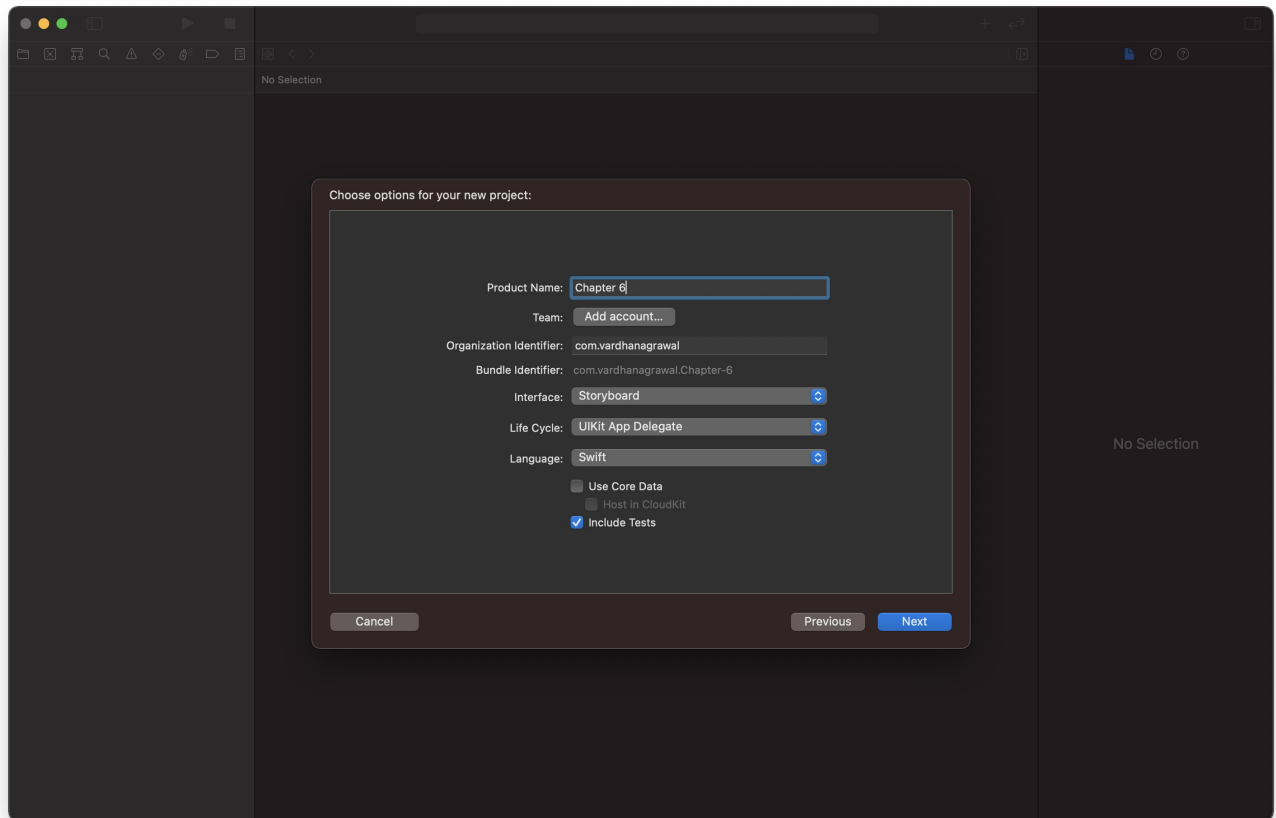 No Selection
Choose options for your new project:
Product Name: Chapter 6
Team: Add account...
Organization Identifier: com.vardhanagrawal
Bundle Identifier: com.vardhanagrawal.Chapter-6
Interface: Storyboard
Life Cycle: UIKit App Delegate
Language: Swift
Use Core Data
Host in CloudKit
Include Tests
No Selection
Cancel Previous Next